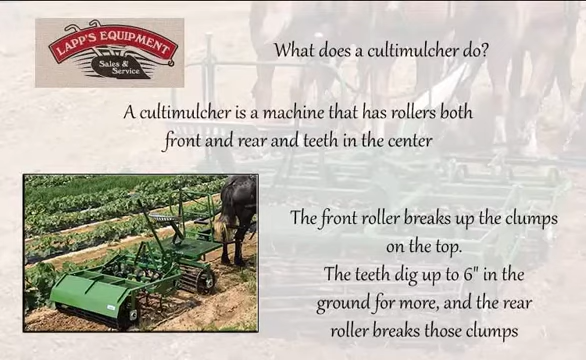 LAPP'S EQUIPMENT
Sales &
Service
What does a cultimulcher do?
A cultimulcher is a machine that has rollers both
front and rear and teeth in the center
The front roller breaks up the clumps
on the top.
The teeth dig up to 6" in the
ground for more, and the rear
roller breaks those clumps